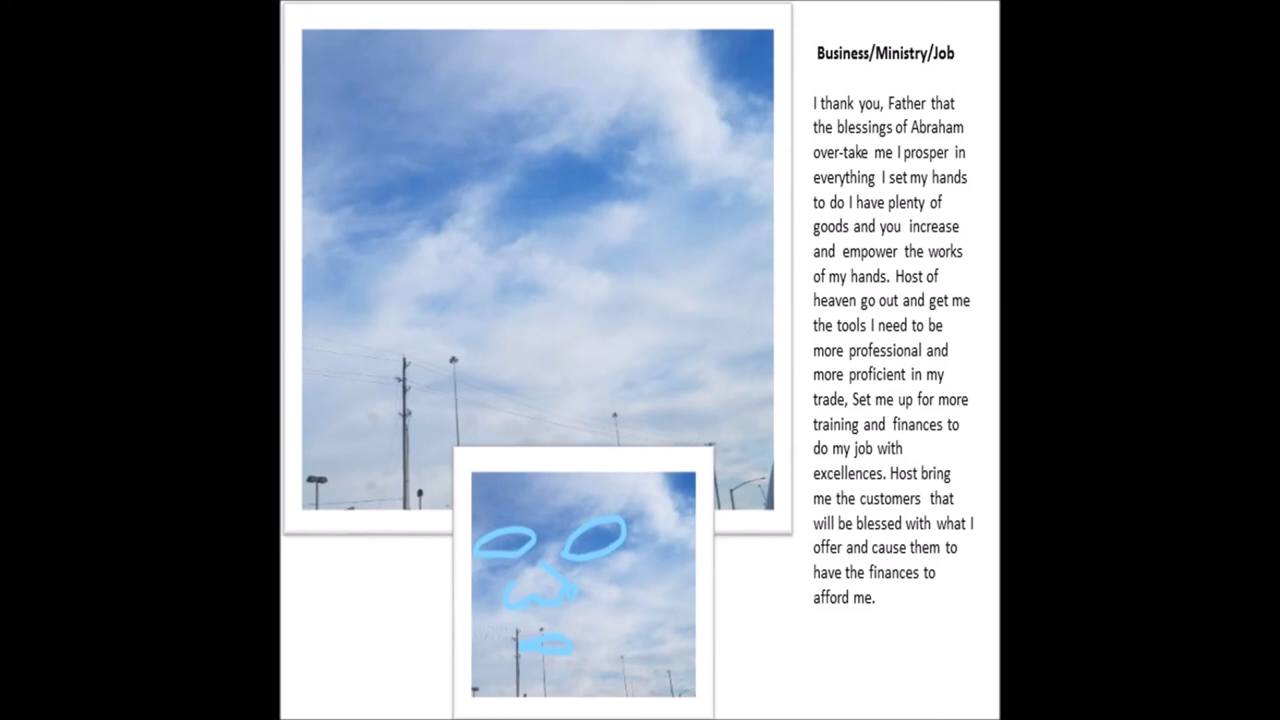 Business/Ministry/Job
I thank you, Father that
the blessings of Abraham
over-take me I prosper in
everything I set my hands
to do I have plenty of
goods and you increase
and empower the works
of my hands. Host of
heaven go out and get me
the tools I need to be
more professional and
more proficient in my
trade, Set me up for more
training and finances to
do my job with
excellences. Host bring
me the customers that
will be blessed with what I
offer and cause them to
have the finances to
afford me.